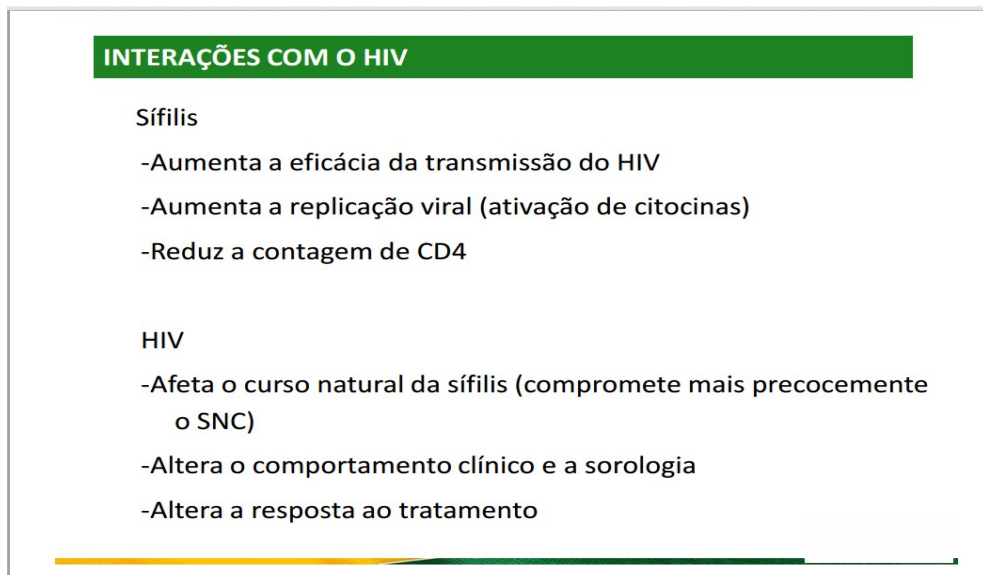 INTERAÇÕES COM O HIV
Sífilis
-Aumenta a eficácia da transmissão do HIV
-Aumenta a replicação viral (ativação de citocinas)
-Reduz a contagem de CD4
HIV
-Afeta o curso natural da sífilis (compromete mais precocemente
o SNC)
-Altera o comportamento clínico e a sorologia
-Altera a resposta ao tratamento